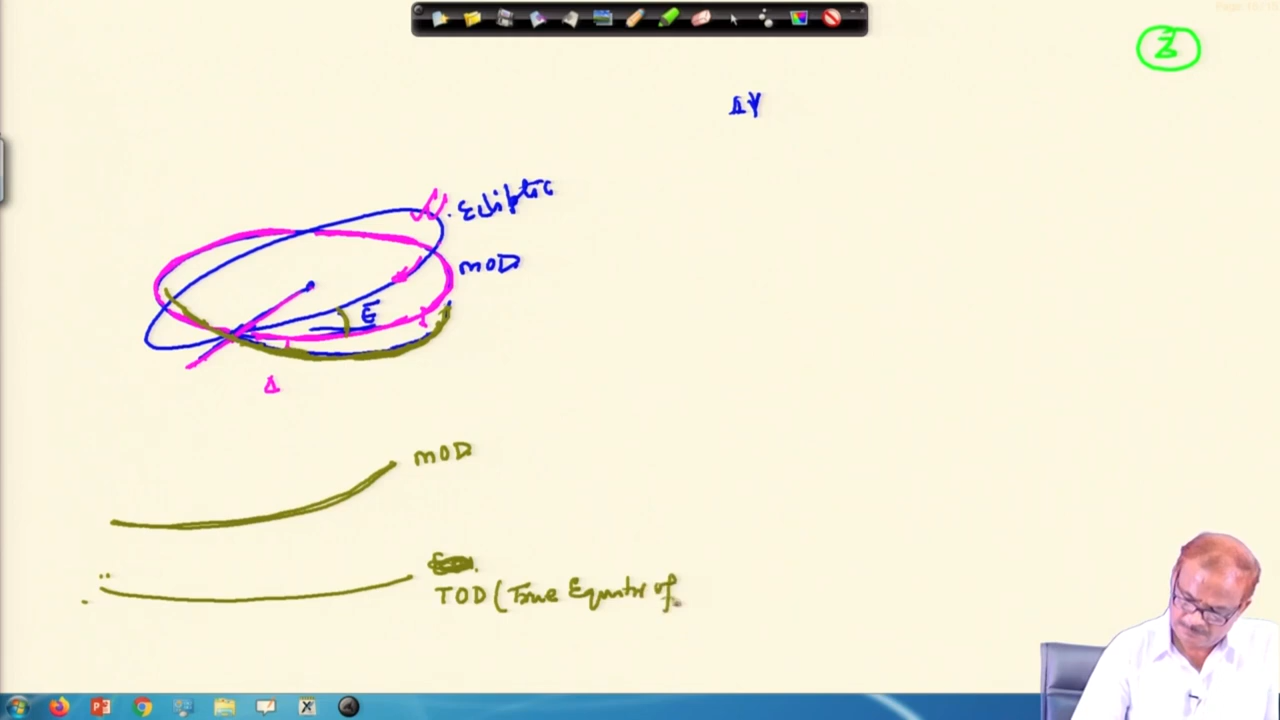 3
Δψ
Ecliptic
MOD
ε̄
Δ
MOD
TOD (True Equator of